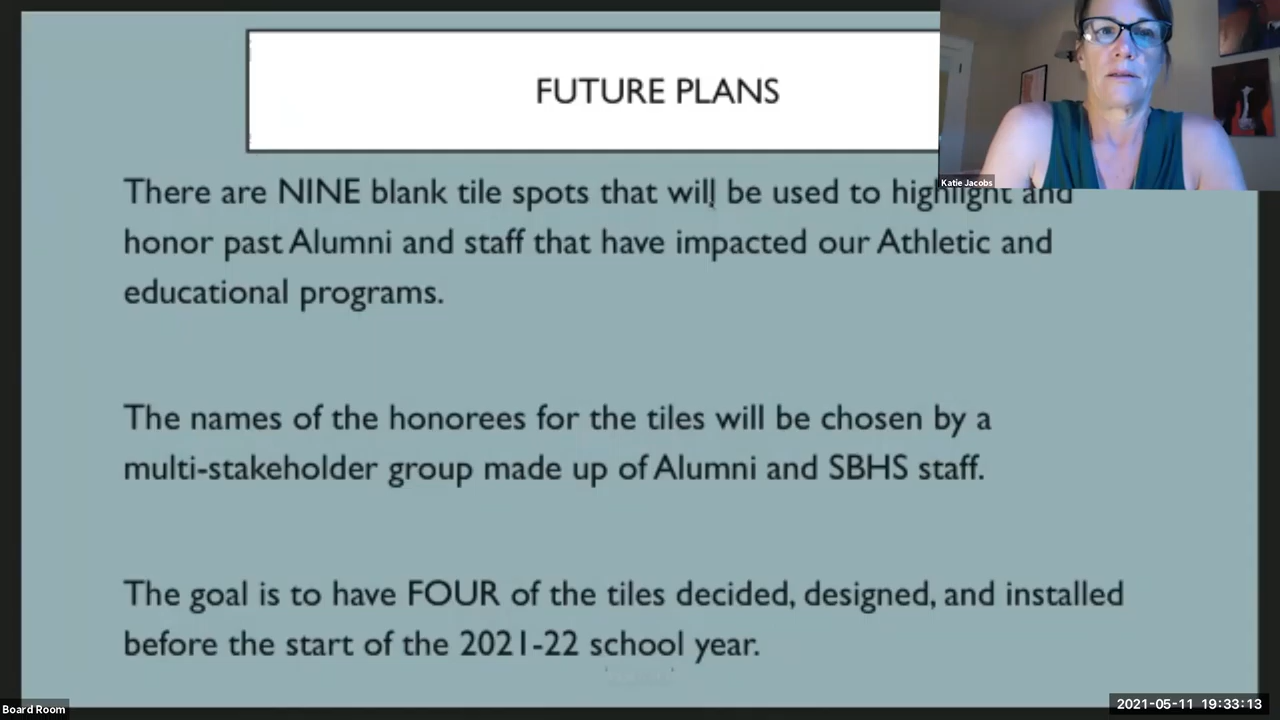 FUTURE PLANS
Katie Jacobs
There are NINE blank tile spots that will be used to highlight and
honor past Alumni and staff that have impacted our Athletic and
educational programs.
The names of the honorees for the tiles will be chosen by a
multi-stakeholder group made up of Alumni and SBHS staff.
The goal is to have FOUR of the tiles decided, designed, and installed
before the start of the 2021-22 school year.
Board Room
2021-05-11 19:33:13